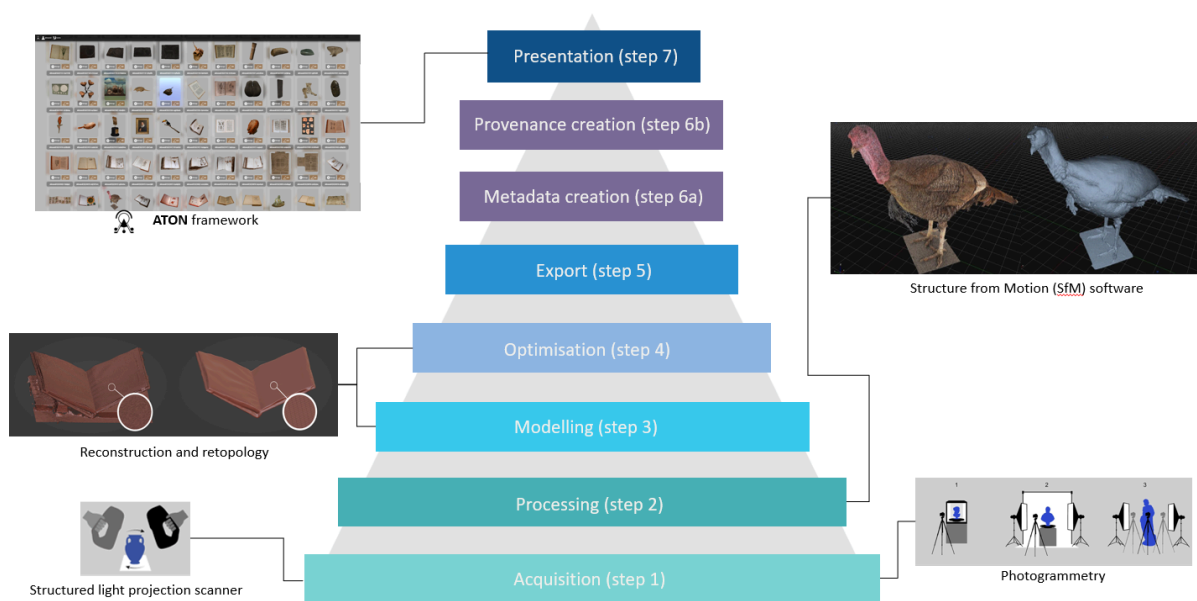 Presentation (step 7)
Provenance creation (step 6b)
Metadata creation (step 6a)
Export (step 5)
Optimisation (step 4)
Modelling (step 3)
Processing (step 2)
Acquisition (step 1)
ATON framework
Reconstruction and retopology
Structured light projection scanner
Structure from Motion (SfM) software
1
2
3
Photogrammetry